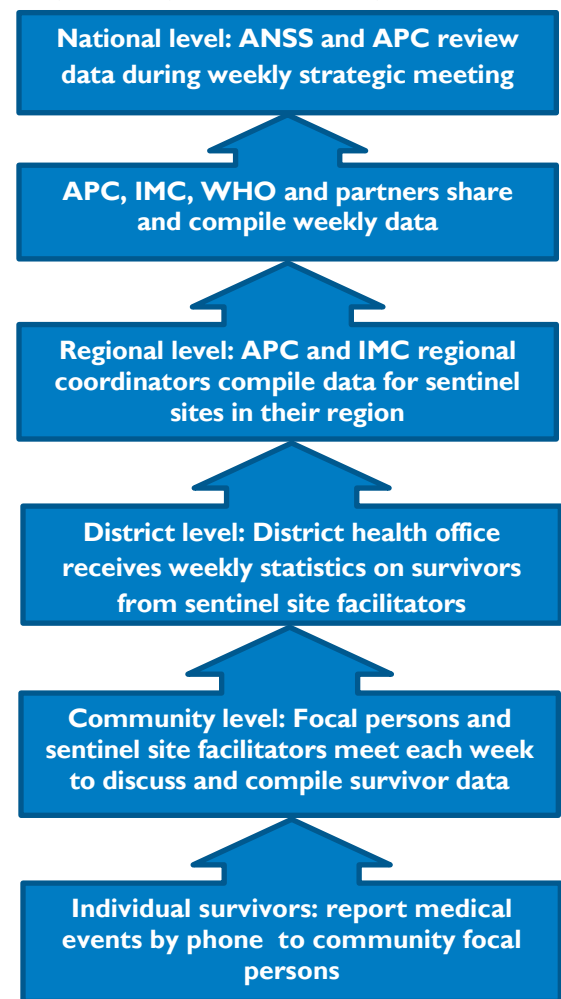 National level: ANSS and APC review
data during weekly strategic meeting
APC, IMC, WHO and partners share
and compile weekly data
Regional level: APC and IMC regional
coordinators compile data for sentinel
sites in their region
District level: District health office
receives weekly statistics on survivors
from sentinel site facilitators
Community level: Focal persons and
sentinel site facilitators meet each week
to discuss and compile survivor data
Individual survivors: report medical
events by phone to community focal
persons